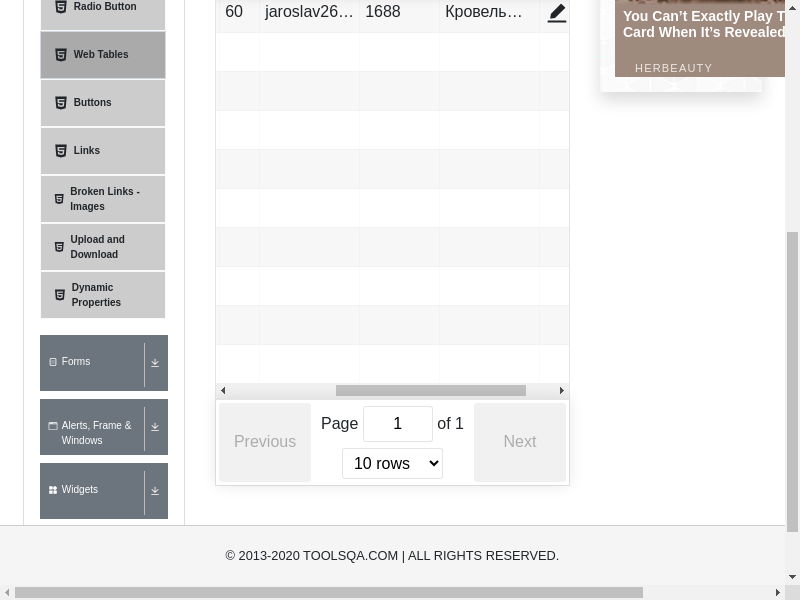 Radio Button
Web Tables
Buttons
Links
Broken Links -
Images
Upload and
Download
Dynamic
Properties
Forms
Alerts, Frame &
Windows
Widgets
60 jaroslav26... 1688 Кровель...
Previous
Page 1 of 1
10 rows
Next
You Can't Exactly Play T
Card When It's Revealed
HERBEAUTY
© 2013-2020 TOOLSQA.COM | ALL RIGHTS RESERVED.